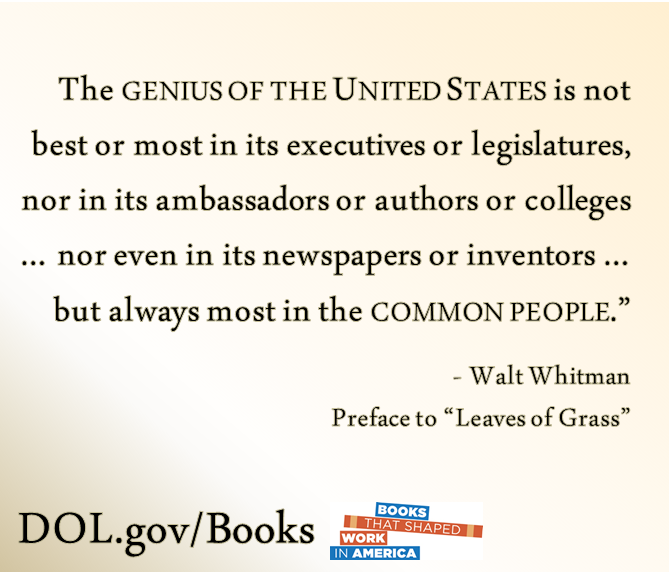 The GENIUS OF THE UNITED STATES is not
best or most in its executives or legislatures,
nor in its ambassadors or authors or colleges
... nor even in its newspapers or inventors ...
but always most in the COMMON PEOPLE.”
- Walt Whitman
Preface to “Leaves of Grass”
DOL.gov/Books
BOOKS
THAT SHAPED
WORK
IN AMERICA